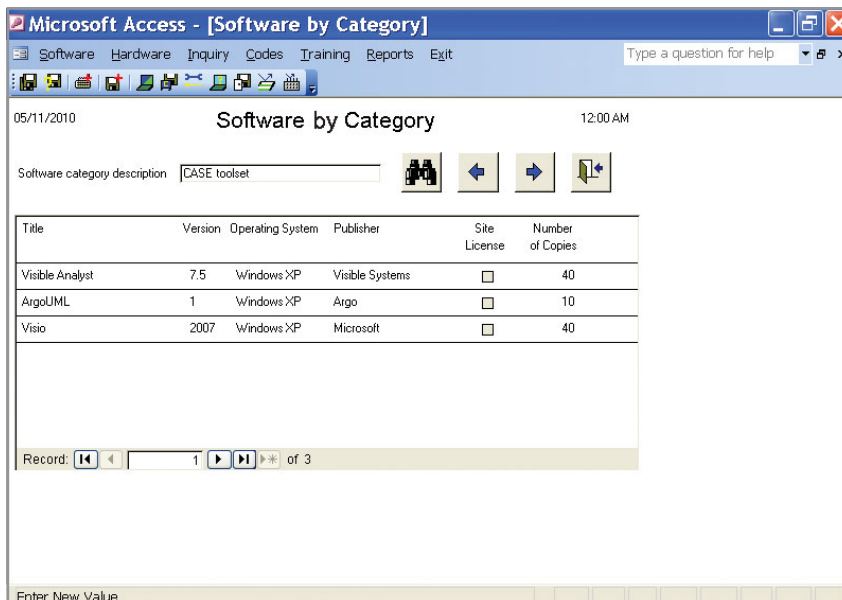 Microsoft Access - [Software by Category]
Software Hardware Inquiry Codes Training Reports Exit Type a question for help
05/11/2010 Software by Category 12:00 AM
Software category description CASE toolset
Title Version Operating System Publisher Site License Number of Copies
Visible Analyst 7.5 Windows XP Visible Systems 40
ArgoUML 1 Windows XP Argo 10
Visio 2007 Windows XP Microsoft 40
Record: 1 of 3
Enter New Value